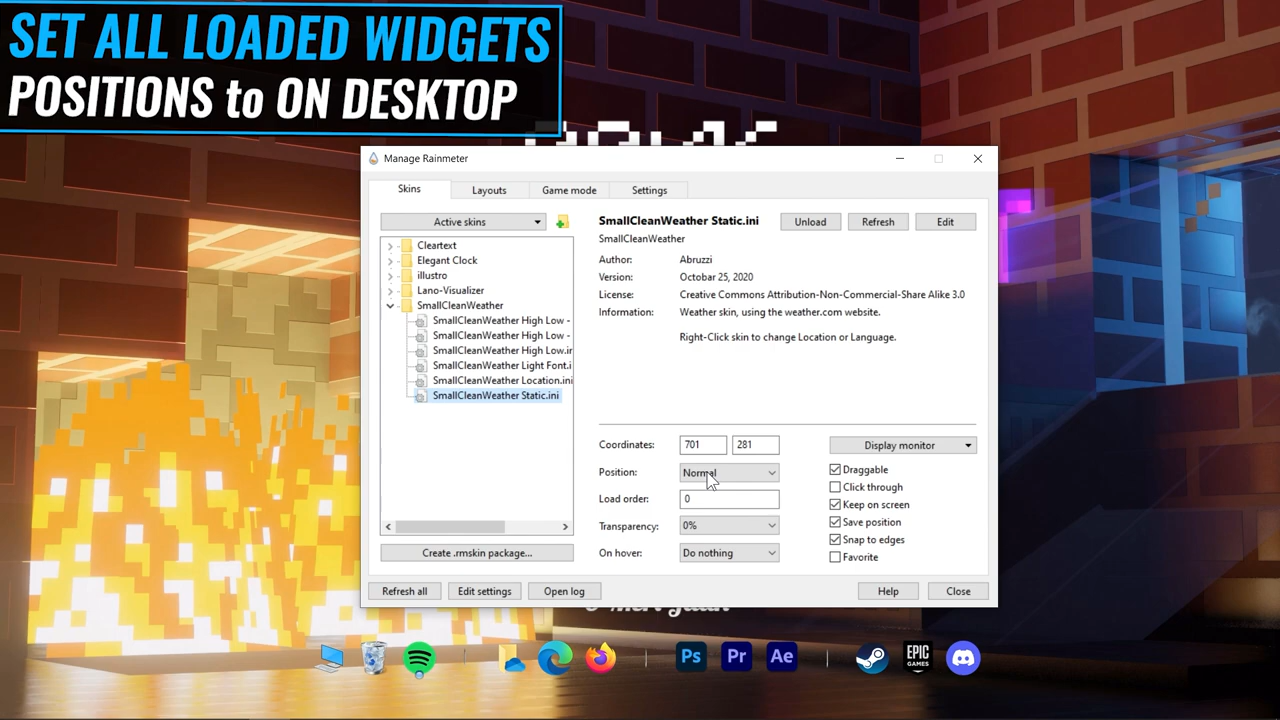 SET ALL LOADED WIDGETS
POSITIONS to ON DESKTOP
Manage Rainmeter
Skins
Layouts
Game mode
Settings
Active skins
Cleartext
Elegant Clock
illustro
Lano-Visualizer
SmallCleanWeather
SmallCleanWeather High Low -
SmallCleanWeather High Low -
SmallCleanWeather High Low.ir
SmallCleanWeather Light Font.i
SmallCleanWeather Location.ini
SmallCleanWeather Static.ini
Create .rmskin package...
SmallCleanWeather Static.ini
Unload
Refresh
Edit
SmallCleanWeather
Author: Abruzzi
Version: Octobar 25, 2020
License: Creative Commons Attribution-Non-Commercial-Share Alike 3.0
Information: Weather skin, using the weather.com website.
Right-Click skin to change Location or Language.
Coordinates: 701 281
Display monitor
Position: Normal
Load order: 0
Transparency: 0%
On hover: Do nothing
Draggable
Click through
Keep on screen
Save position
Snap to edges
Favorite
Refresh all
Edit settings
Open log
Help
Close
Ps
Pr
Ae
EPIC
GAMES